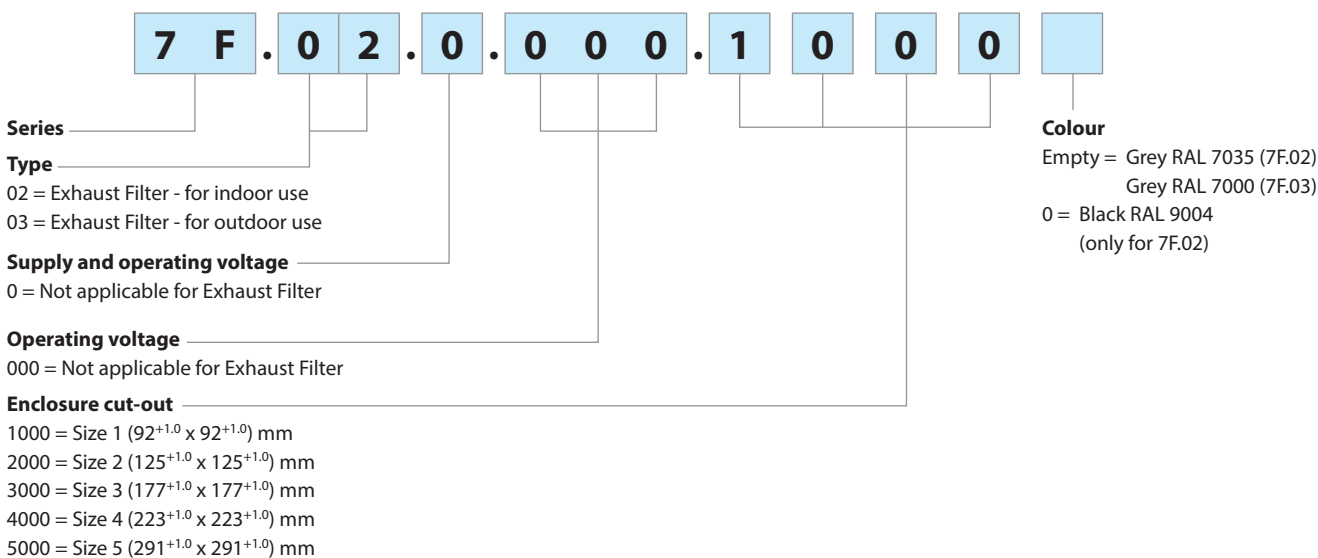 7 F . 0 2 . 0 . 0 0 0 . 1 0 0 0
Series
Type
02 = Exhaust Filter - for indoor use
03 = Exhaust Filter - for outdoor use
Supply and operating voltage
0 = Not applicable for Exhaust Filter
Operating voltage
000 = Not applicable for Exhaust Filter
Enclosure cut-out
1000 = Size 1 (92+1.0 x 92+1.0) mm
2000 = Size 2 (125+1.0 x 125+1.0) mm
3000 = Size 3 (177+1.0 x 177+1.0) mm
4000 = Size 4 (223+1.0 x 223+1.0) mm
5000 = Size 5 (291+1.0 x 291+1.0) mm
Colour
Empty = Grey RAL 7035 (7F.02)
Grey RAL 7000 (7F.03)
0 = Black RAL 9004
(only for 7F.02)